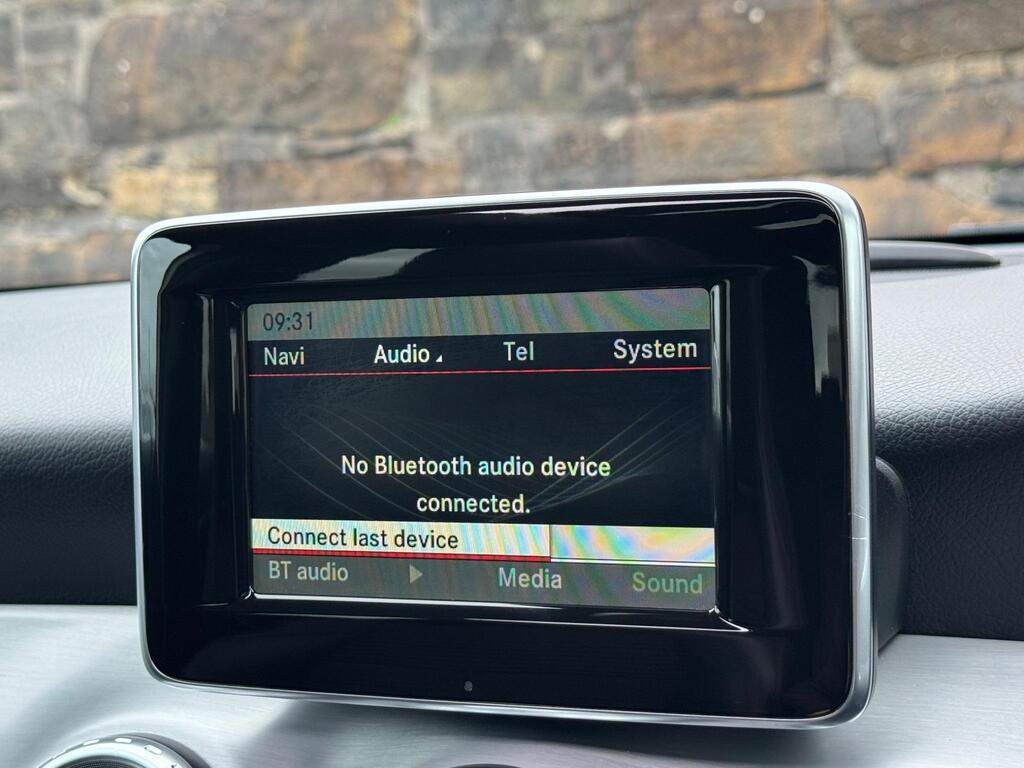 09:31
Navi Audio Tel System
No Bluetooth audio device
connected.
Connect last device
BT audio Media Sound